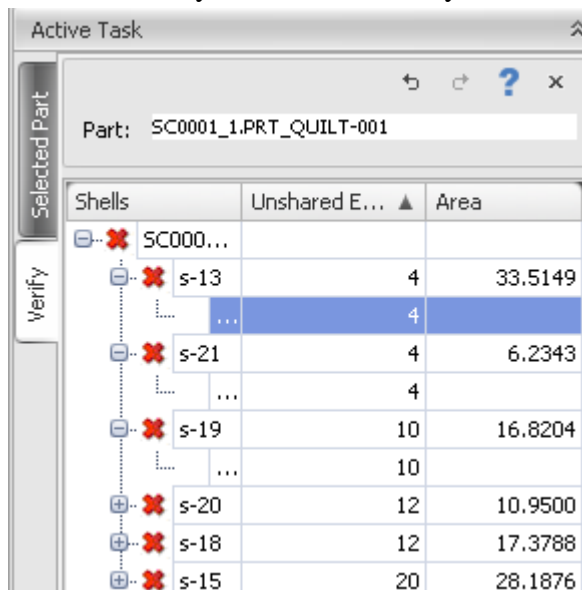 Active Task
Selected Part
Verify
?
Part: SC0001_1.PRT_QUILT-001
Shells Unshared E... Area
SC000...
s-13 4 33.5149
... 4
s-21 4 6.2343
... 4
s-19 10 16.8204
... 10
s-20 12 10.9500
s-18 12 17.3788
s-15 20 28.1876